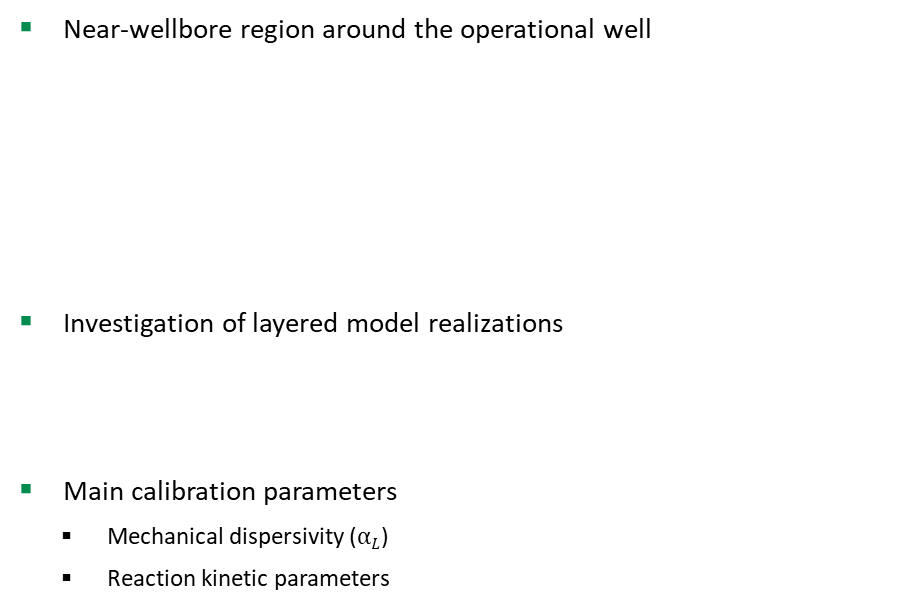 ▪ Near-wellbore region around the operational well
▪ Investigation of layered model realizations
▪ Main calibration parameters
▪ Mechanical dispersivity (α_L)
▪ Reaction kinetic parameters